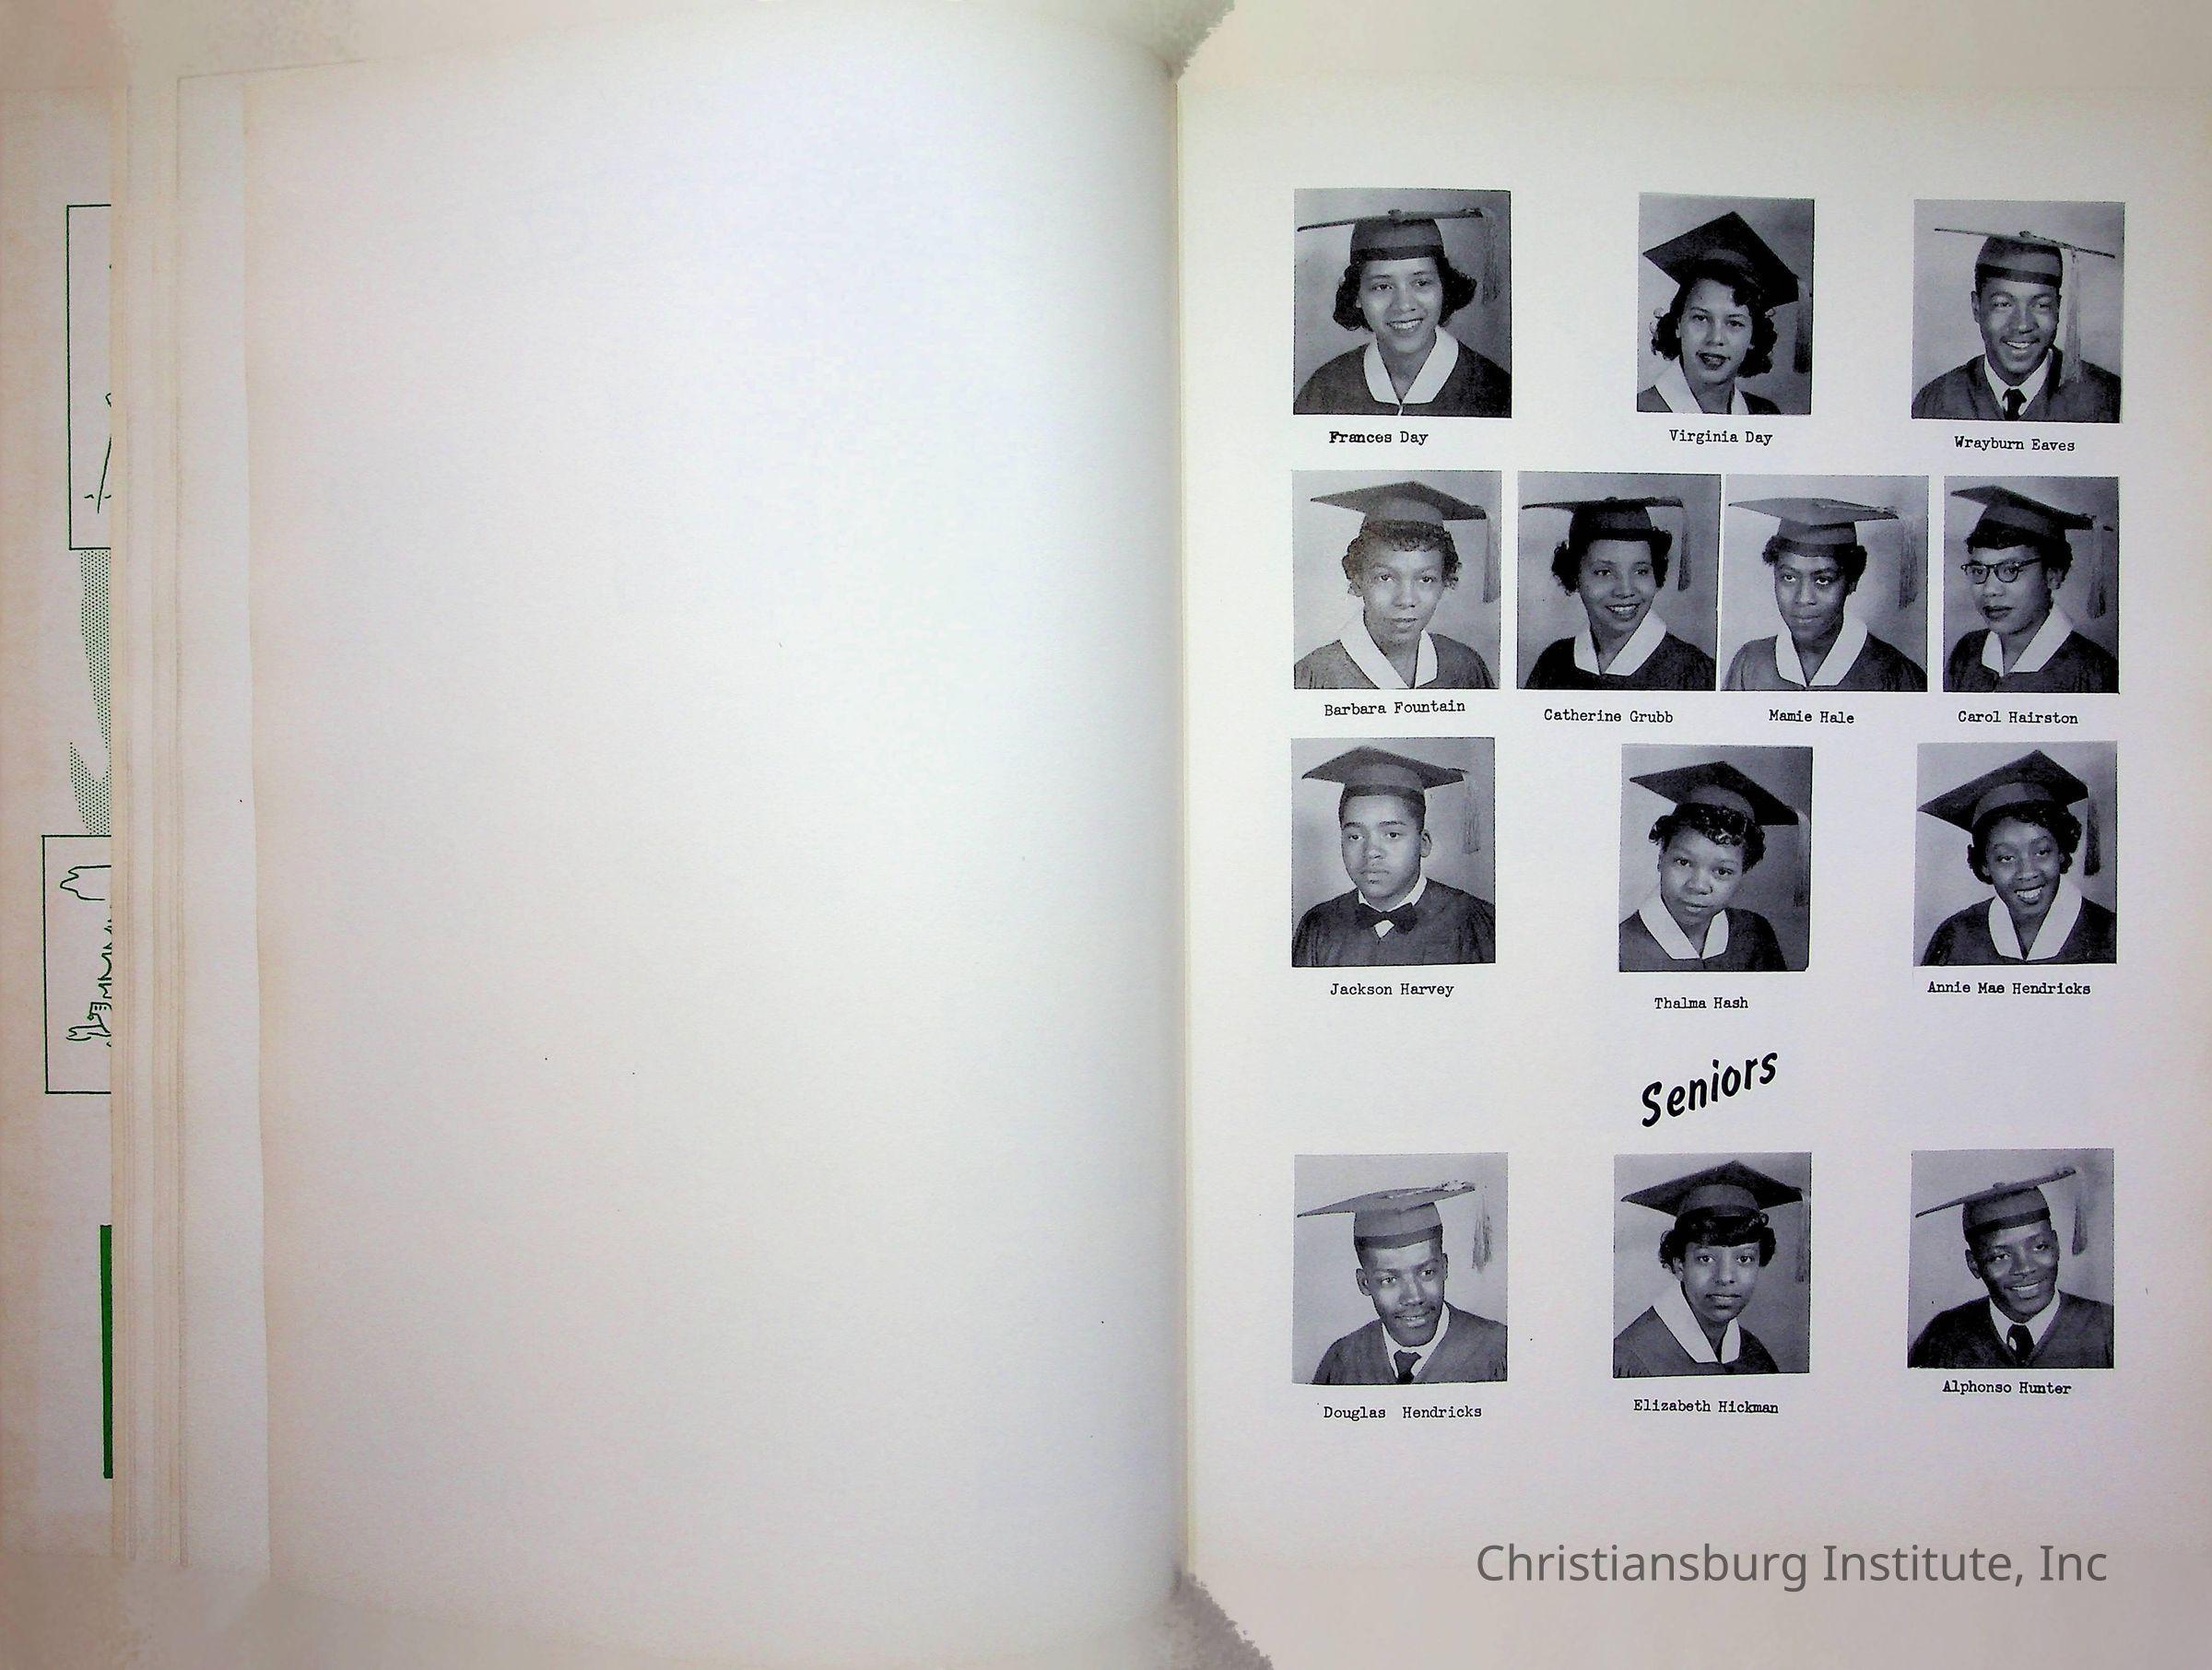 Frances Day
Virginia Day
Wrayburn Eaves
Barbara Fountain
Catherine Grubb
Mamie Hale
Carol Hairston
Jackson Harvey
Thalma Hash
Annie Mae Hendricks
Seniors
Douglas Hendricks
Elizabeth Hickman
Alphonso Hunter
Christiansburg Institute, Inc